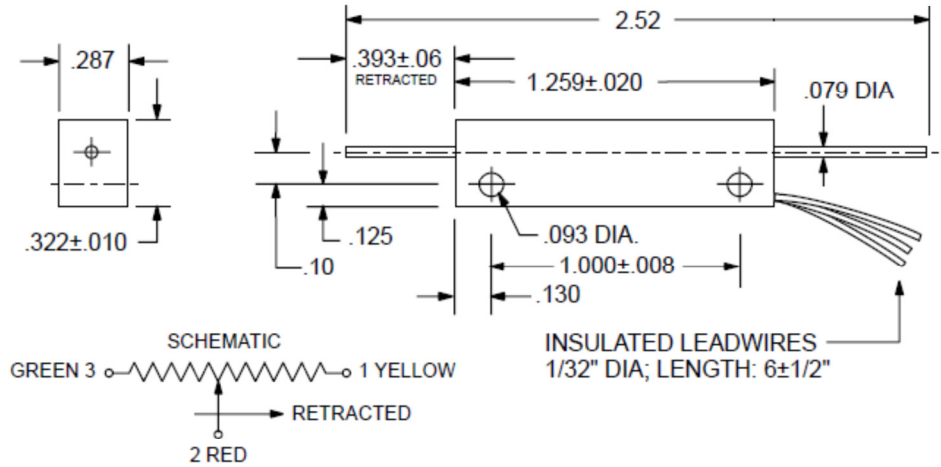 2.52
.287
.393±.06
RETRACTED
1.259±.020
.079 DIA
.322±.010
.125
.10
.093 DIA.
1.000±.008
.130
SCHEMATIC
GREEN 3
1 YELLOW
RETRACTED
2 RED
INSULATED LEADWIRES
1/32" DIA; LENGTH: 6±1/2"